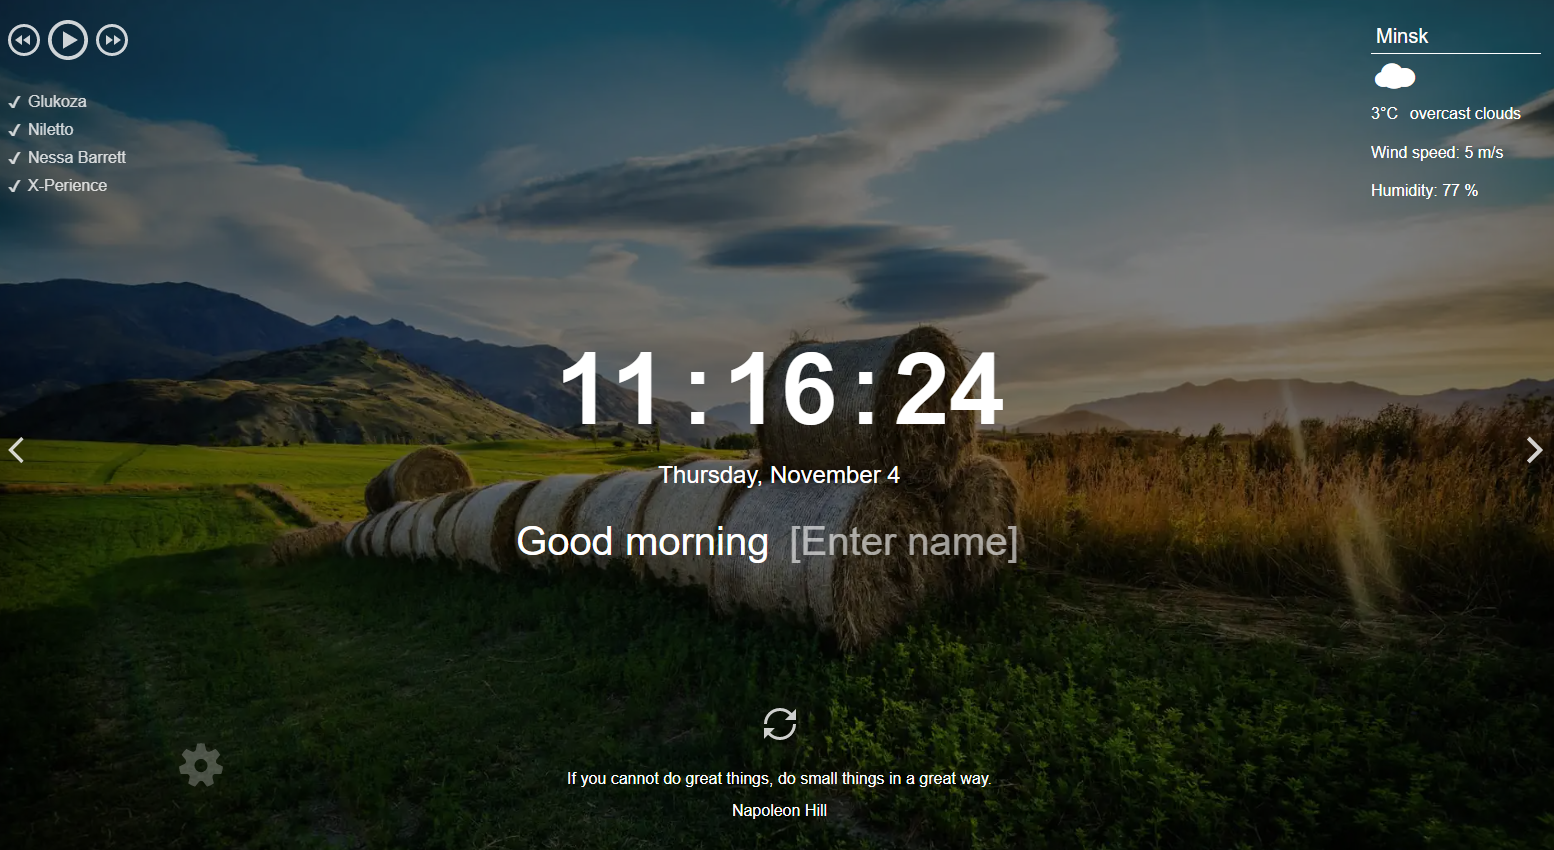 Minsk
Glukoza
Niletto
Nessa Barrett
X-Perience
3°C overcast clouds
Wind speed: 5 m/s
Humidity: 77 %
11:16:24
Thursday, November 4
Good morning [Enter name]
If you cannot do great things, do small things in a great way.
Napoleon Hill